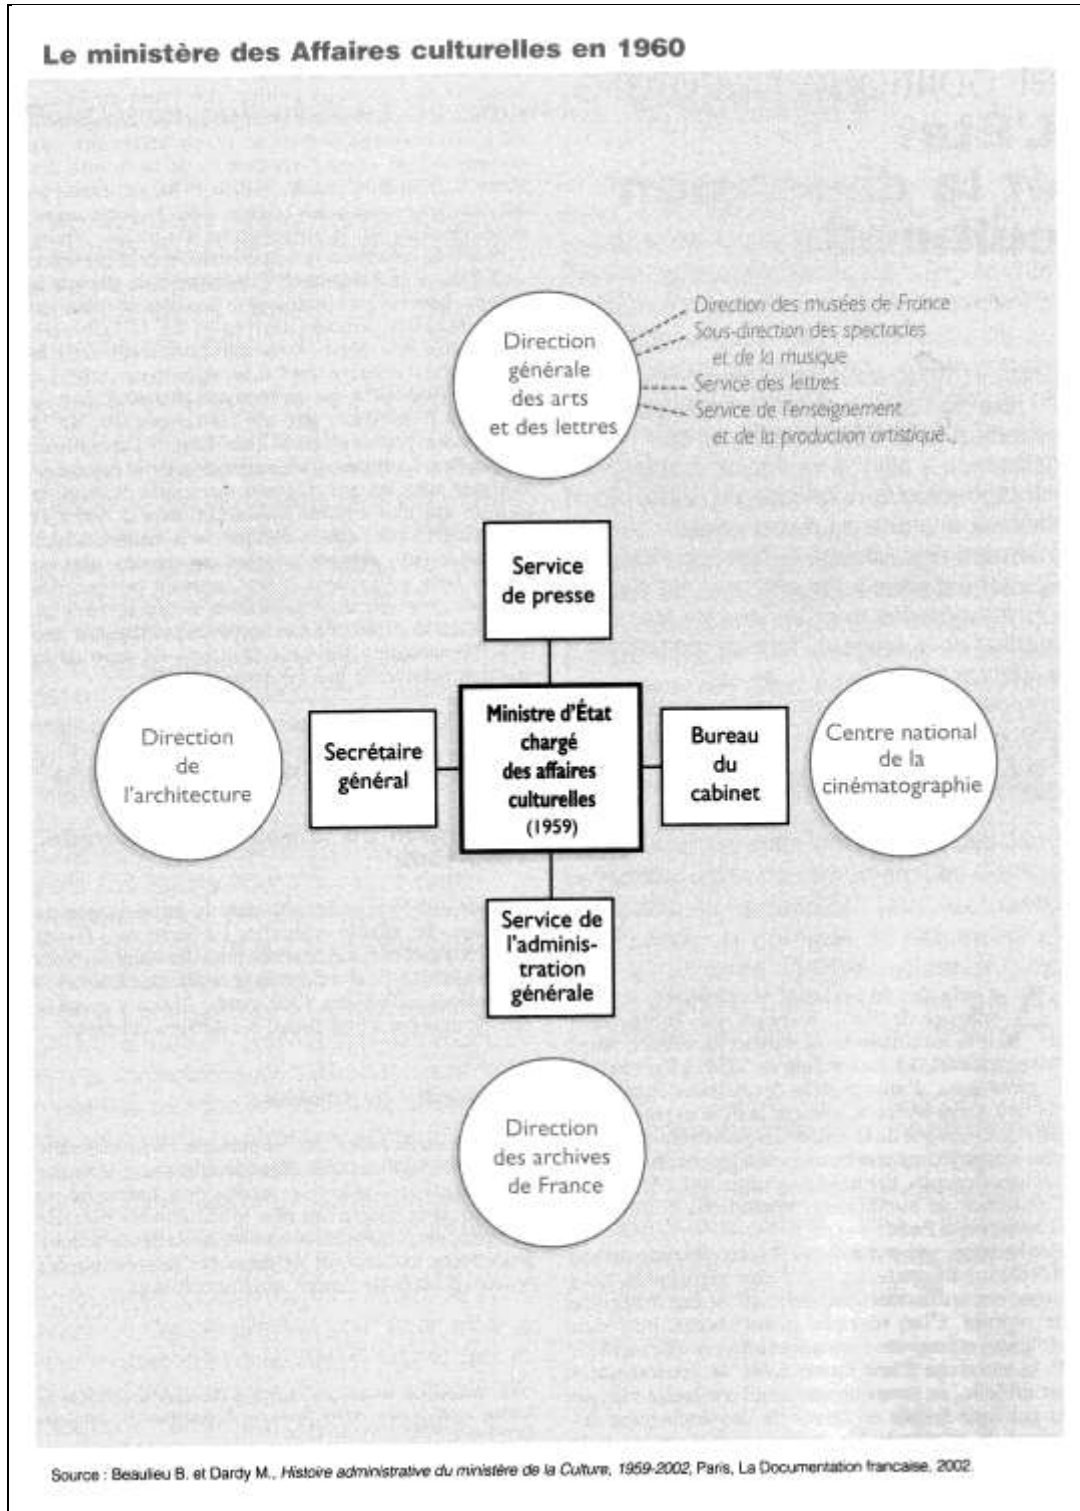 Le ministère des Affaires culturelles en 1960
Direction
générale
des arts
et des lettres
Direction des musées de France
Sous-direction des spectacles
et de la musique
Service des lettres
Service de l'enseignement
et de la production artistique
Service
de presse
Direction
de
l'architecture
Secrétaire
général
Ministre d'État
chargé
des affaires
culturelles
(1959)
Bureau
du
cabinet
Centre national
de la
cinématographie
Service de
l'adminis-
tration
générale
Direction
des archives
de France
Source : Beaulieu B. et Dardy M., Histoire administrative du ministère de la Culture, 1959-2002, Paris, La Documentation francaise, 2002.